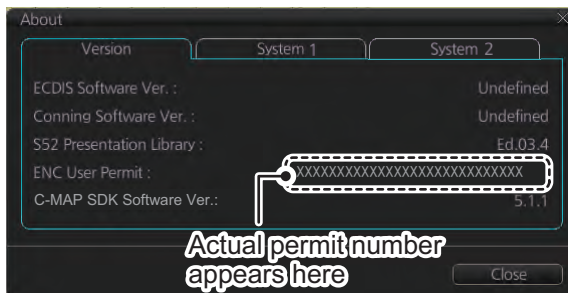 About
Version System 1 System 2
ECDIS Software Ver. : Undefined
Conning Software Ver. : Undefined
S52 Presentation Library : Ed.03.4
ENC User Permit : XXXXXXXXXXXXXXXXXXXXXXXXXXXX
C-MAP SDK Software Ver.: 5.1.1
Actual permit number
appears here
Close